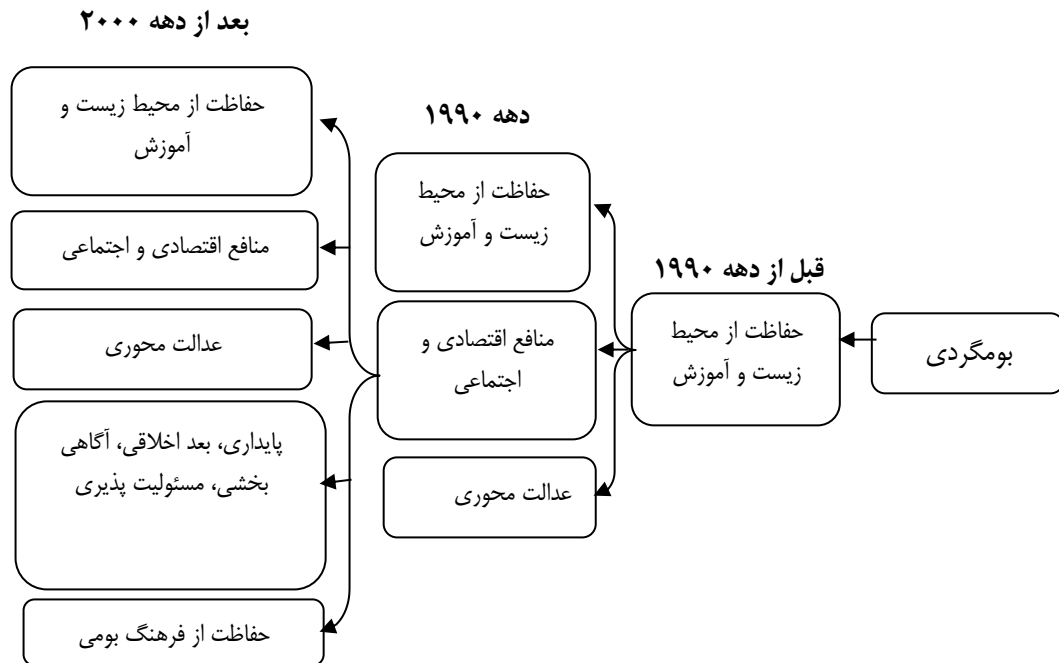 بومگردی
قبل از دهه ۱۹۹۰
حفاظت از محیط
زیست و آموزش
دهه ۱۹۹۰
حفاظت از محیط
زیست و آموزش
منافع اقتصادی و
اجتماعی
عدالت محوری
بعد از دهه ۲۰۰۰
حفاظت از محیط زیست و
آموزش
منافع اقتصادی و اجتماعی
عدالت محوری
پایداری، بعد اخلاقی، آگاهی
بخشی، مسئولیت پذیری
حفاظت از فرهنگ بومی